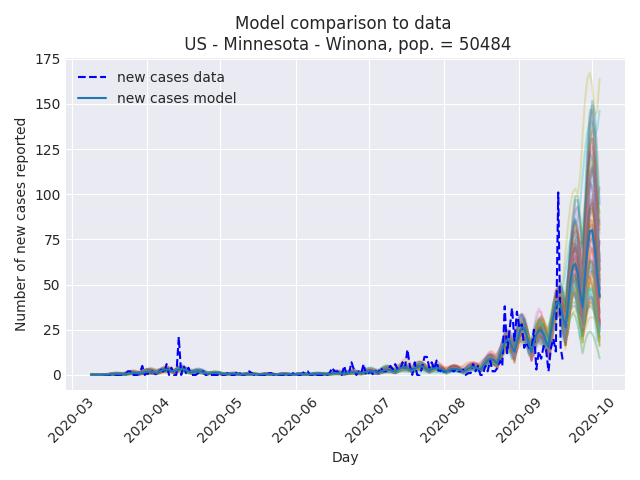 Model comparison to data
US - Minnesota - Winona, pop. = 50484
175
150
125
100
75
50
25
0
Number of new cases reported
new cases data
new cases model
2020-03
2020-04
2020-05
2020-06
2020-07
2020-08
2020-09
2020-10
Day